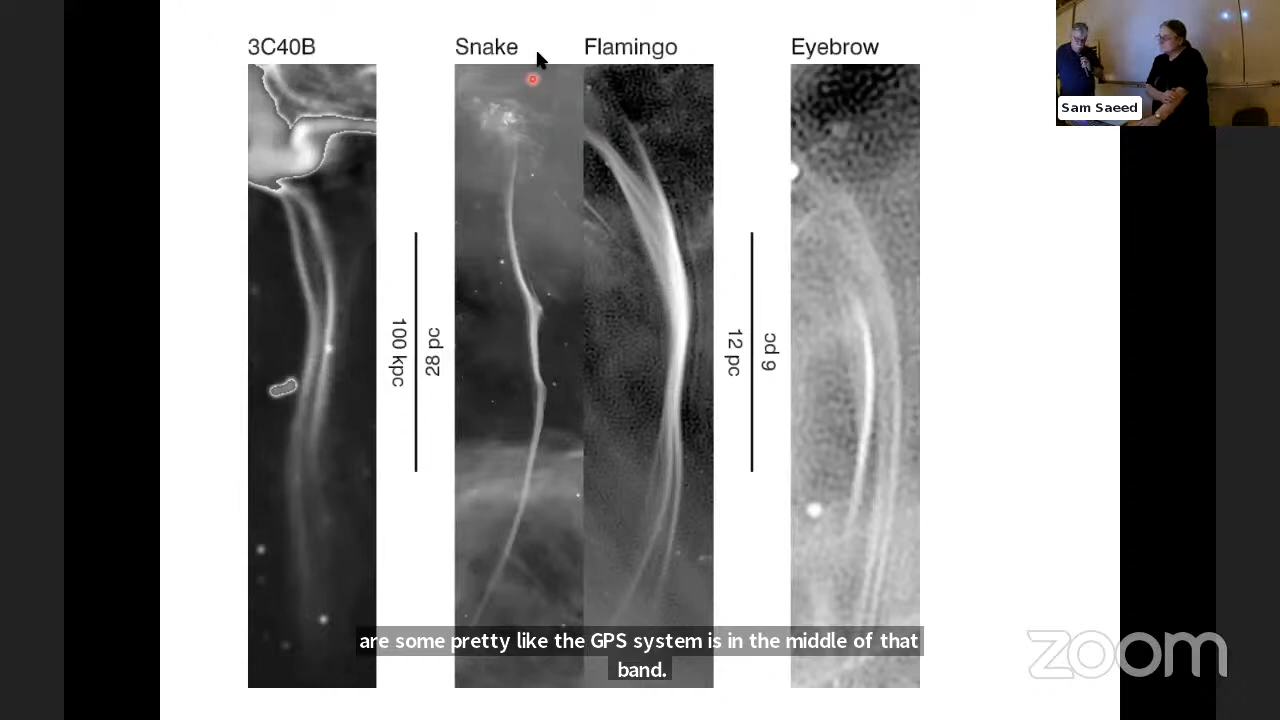 3C40B
Snake
Flamingo
Eyebrow
100 kpc
28 pc
12 pc
6 pc
Sam Saeed
are some pretty like the GPS system is in the middle of that
band.
zoom